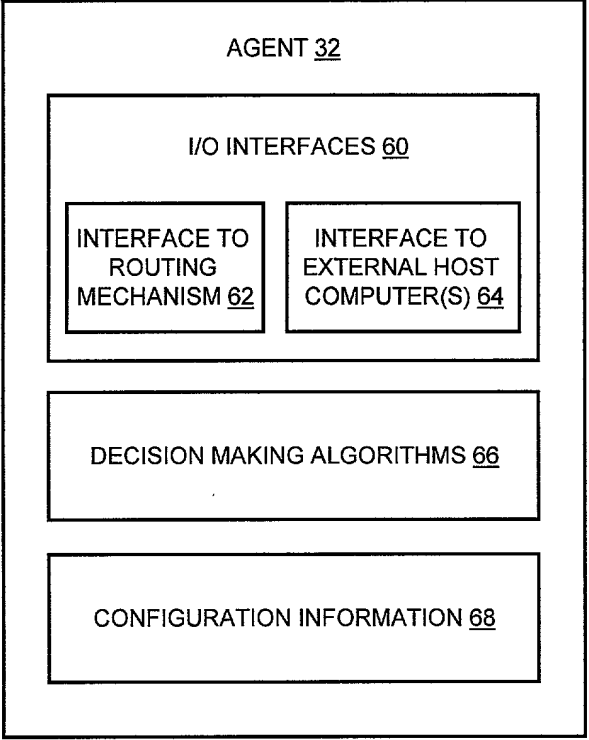 AGENT 32
I/O INTERFACES 60
INTERFACE TO
ROUTING
MECHANISM 62
INTERFACE TO
EXTERNAL HOST
COMPUTER(S) 64
DECISION MAKING ALGORITHMS 66
CONFIGURATION INFORMATION 68